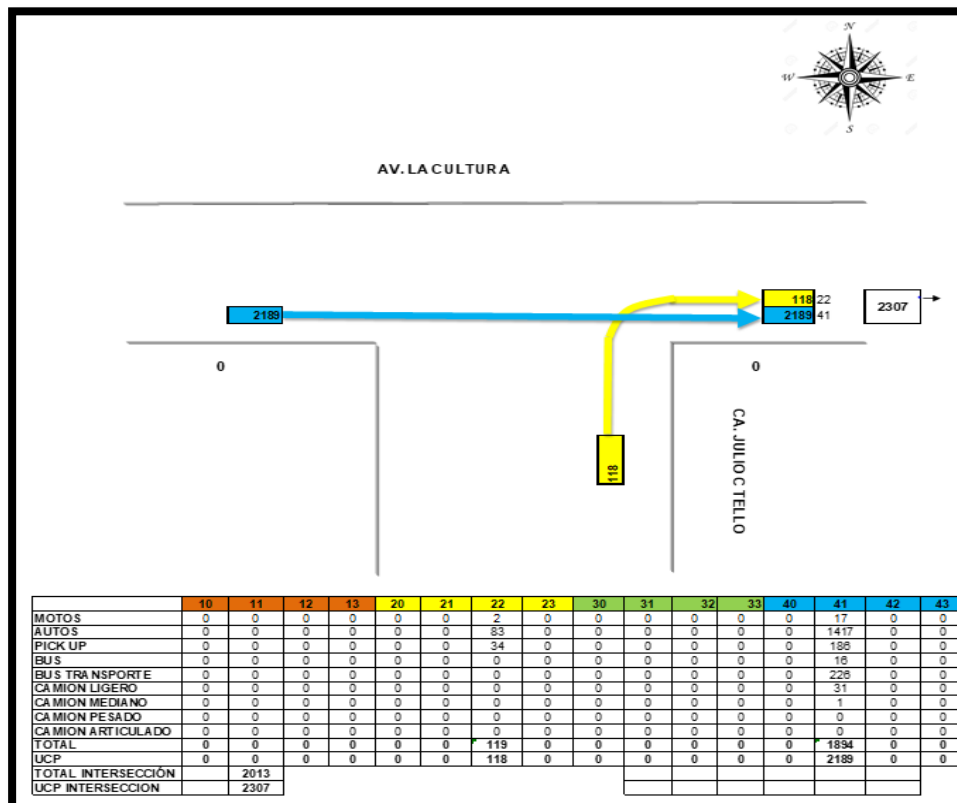 N
W E
S
AV. LA CULTURA
118 22
2307
2189
2189 41
0
0
CA. JULIO C TELLO
118
10 11 12 13 20 21 22 23 30 31 32 33 40 41 42 43
MOTOS 0 0 0 0 0 0 2 0 0 0 0 0 0 17 0 0
AUTOS 0 0 0 0 0 0 83 0 0 0 0 0 0 1417 0 0
PICK UP 0 0 0 0 0 0 34 0 0 0 0 0 0 186 0 0
BUS 0 0 0 0 0 0 0 0 0 0 0 0 0 16 0 0
BUS TRANSPORTE 0 0 0 0 0 0 0 0 0 0 0 0 0 226 0 0
CAMION LIGERO 0 0 0 0 0 0 0 0 0 0 0 0 0 31 0 0
CAMION MEDIANO 0 0 0 0 0 0 0 0 0 0 0 0 0 1 0 0
CAMION PESADO 0 0 0 0 0 0 0 0 0 0 0 0 0 0 0 0
CAMION ARTICULADO 0 0 0 0 0 0 0 0 0 0 0 0 0 0 0 0
TOTAL 0 0 0 0 0 0 119 0 0 0 0 0 0 1894 0 0
UCP 0 0 0 0 0 0 118 0 0 0 0 0 0 2189 0 0
TOTAL INTERSECCIÓN 2013
UCP INTERSECCION 2307